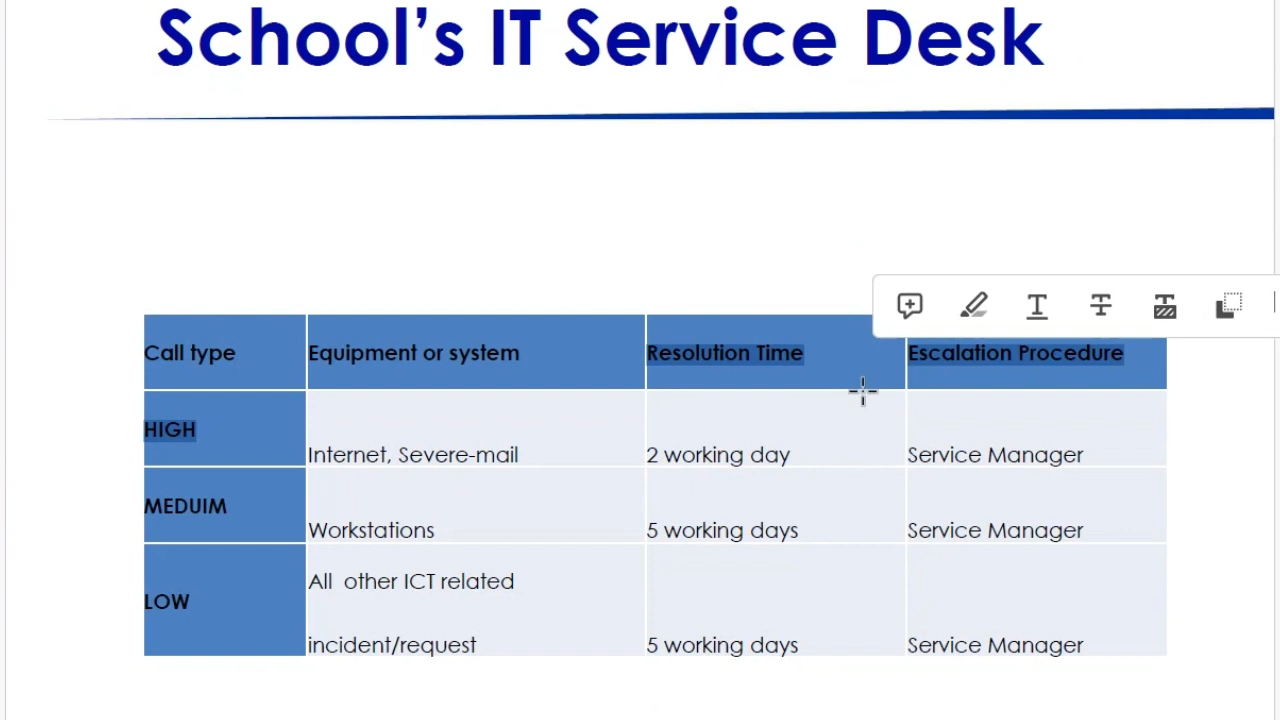 School's IT Service Desk
Call type Equipment or system Resolution Time Escalation Procedure
HIGH Internet, Severe-mail 2 working day Service Manager
MEDUIM Workstations 5 working days Service Manager
LOW All other ICT related
incident/request 5 working days Service Manager